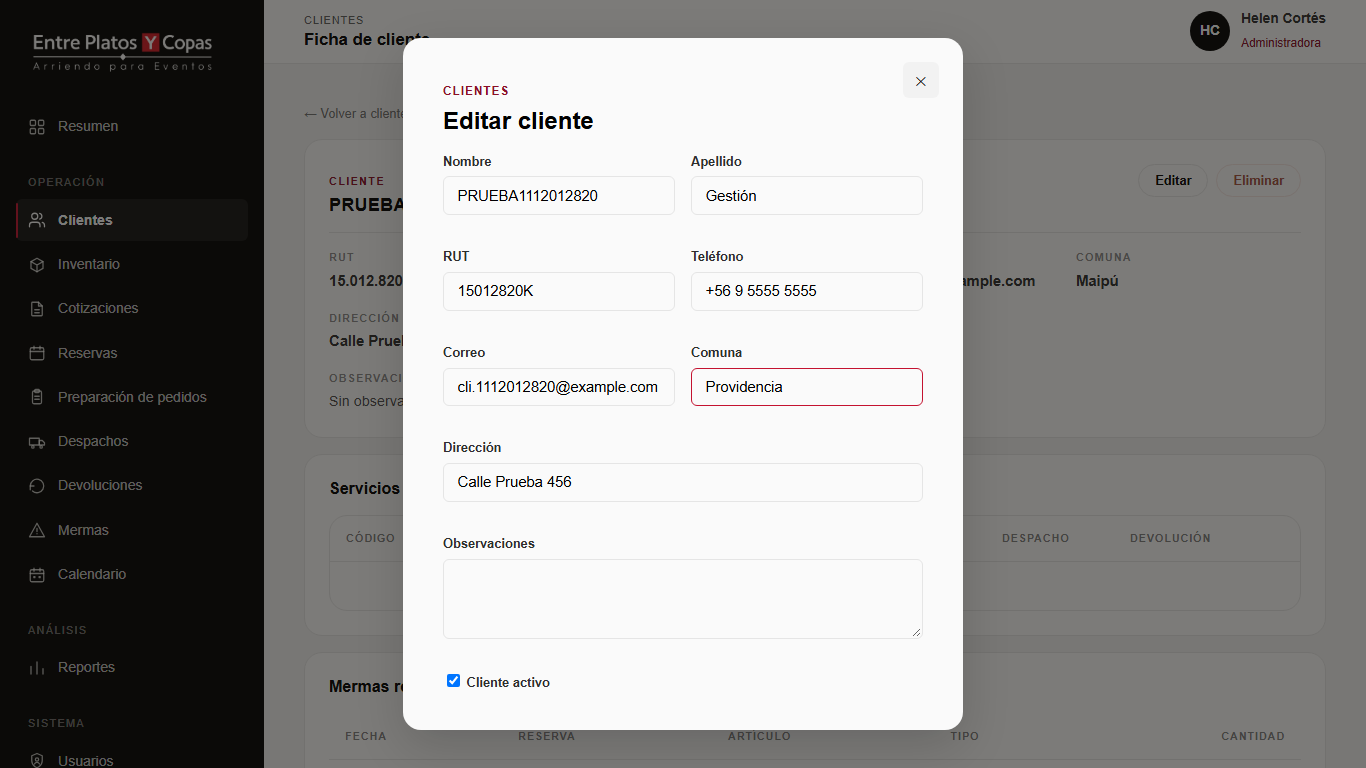 Entre Platos Y Copas
Arriendo para Eventos
Resumen
OPERACIÓN
Clientes
Inventario
Cotizaciones
Reservas
Preparación de pedidos
Despachos
Devoluciones
Mermas
Calendario
ANÁLISIS
Reportes
SISTEMA
Usuarios
CLIENTES
Ficha de cliente
HC
Helen Cortés
Administradora
← Volver a cliente
CLIENTE
PRUEBA
Editar
Eliminar
RUT
15.012.820
ample.com
COMUNA
Maipú
DIRECCIÓN
Calle Prue
OBSERVACI
Sin observa
Servicios
CÓDIGO
DESPACHO
DEVOLUCIÓN
Mermas re
FECHA
RESERVA
ARTÍCULO
TIPO
CANTIDAD
CLIENTES
Editar cliente
×
Nombre
Apellido
PRUEBA1112012820
Gestión
RUT
Teléfono
15012820K
+56 9 5555 5555
Correo
Comuna
cli.1112012820@example.com
Providencia
Dirección
Calle Prueba 456
Observaciones
Cliente activo